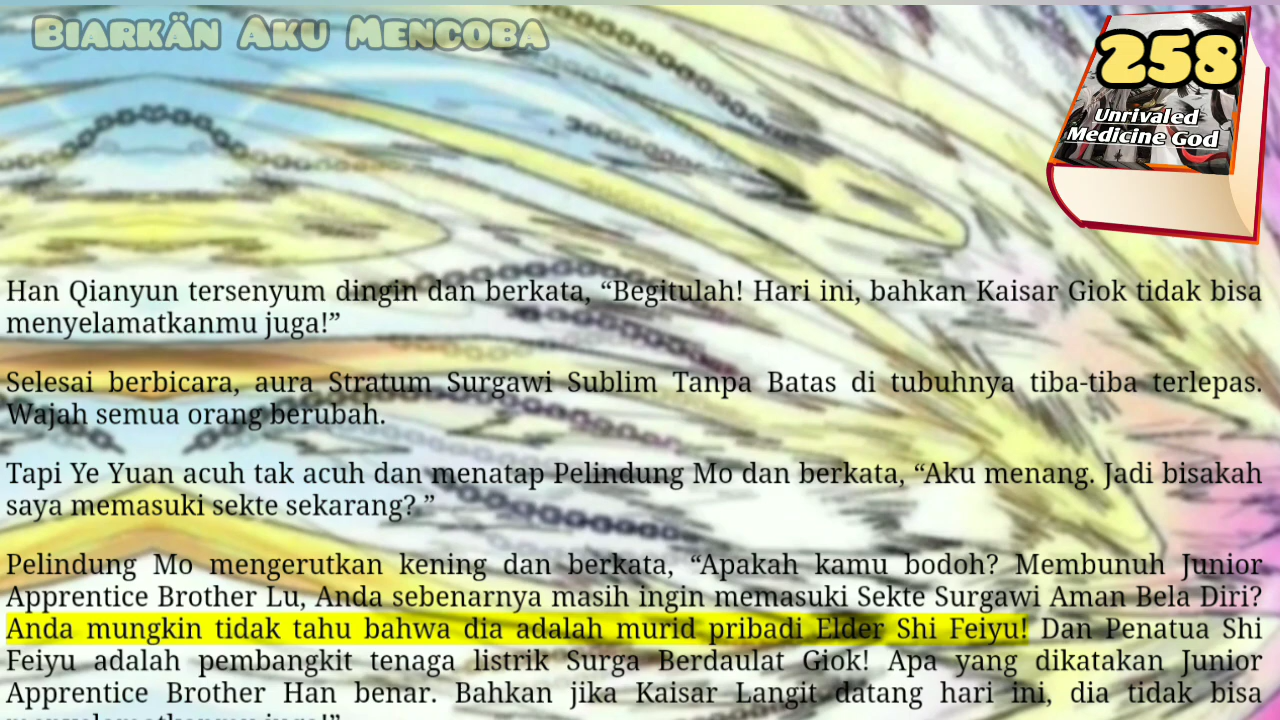 Biarkän Aku Mencoba
258
Unrivaled
Medicine God
Han Qianyun tersenyum dingin dan berkata, “Begitulah! Hari ini, bahkan Kaisar Giok tidak bisa
menyelamatkanmu juga!”
Selesai berbicara, aura Stratum Surgawi Sublim Tanpa Batas di tubuhnya tiba-tiba terlepas.
Wajah semua orang berubah.
Tapi Ye Yuan acuh tak acuh dan menatap Pelindung Mo dan berkata, “Aku menang. Jadi bisakah
saya memasuki sekte sekarang? ”
Pelindung Mo mengerutkan kening dan berkata, “Apakah kamu bodoh? Membunuh Junior
Apprentice Brother Lu, Anda sebenarnya masih ingin memasuki Sekte Surgawi Aman Bela Diri?
Anda mungkin tidak tahu bahwa dia adalah murid pribadi Elder Shi Feiyu! Dan Penatua Shi
Feiyu adalah pembangkit tenaga listrik Surga Berdaulat Giok! Apa yang dikatakan Junior
Apprentice Brother Han benar. Bahkan jika Kaisar Langit datang hari ini, dia tidak bisa
menyelamatkanmu juga!”